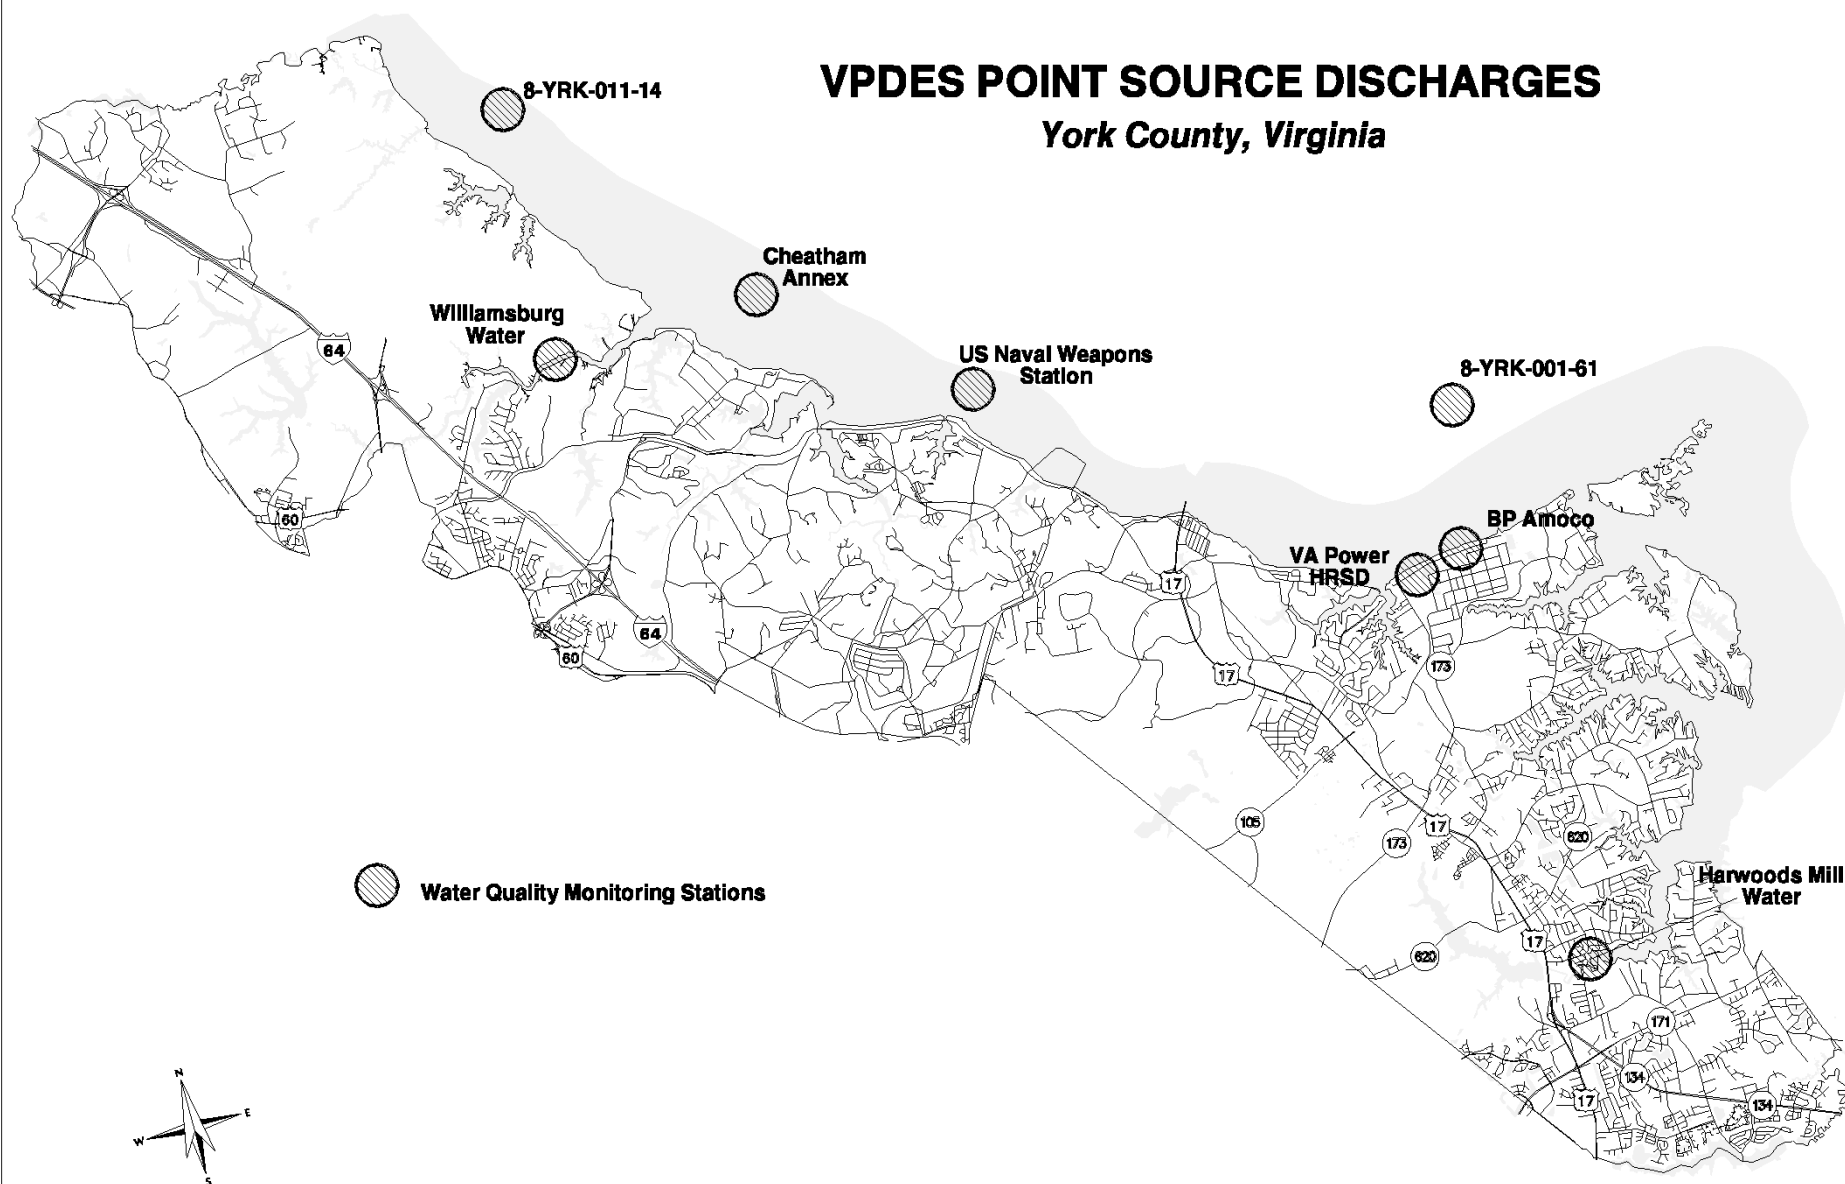 VPDES POINT SOURCE DISCHARGES
York County, Virginia
8-YRK-011-14
Cheatham
Annex
Williamsburg
Water
US Naval Weapons
Station
8-YRK-001-61
64
60
BP Amoco
VA Power
HRSD
17
64
60
17
173
105
173
17
620
Harwoods Mill
Water
Water Quality Monitoring Stations
17
620
171
134
17
134
N
E
W
S